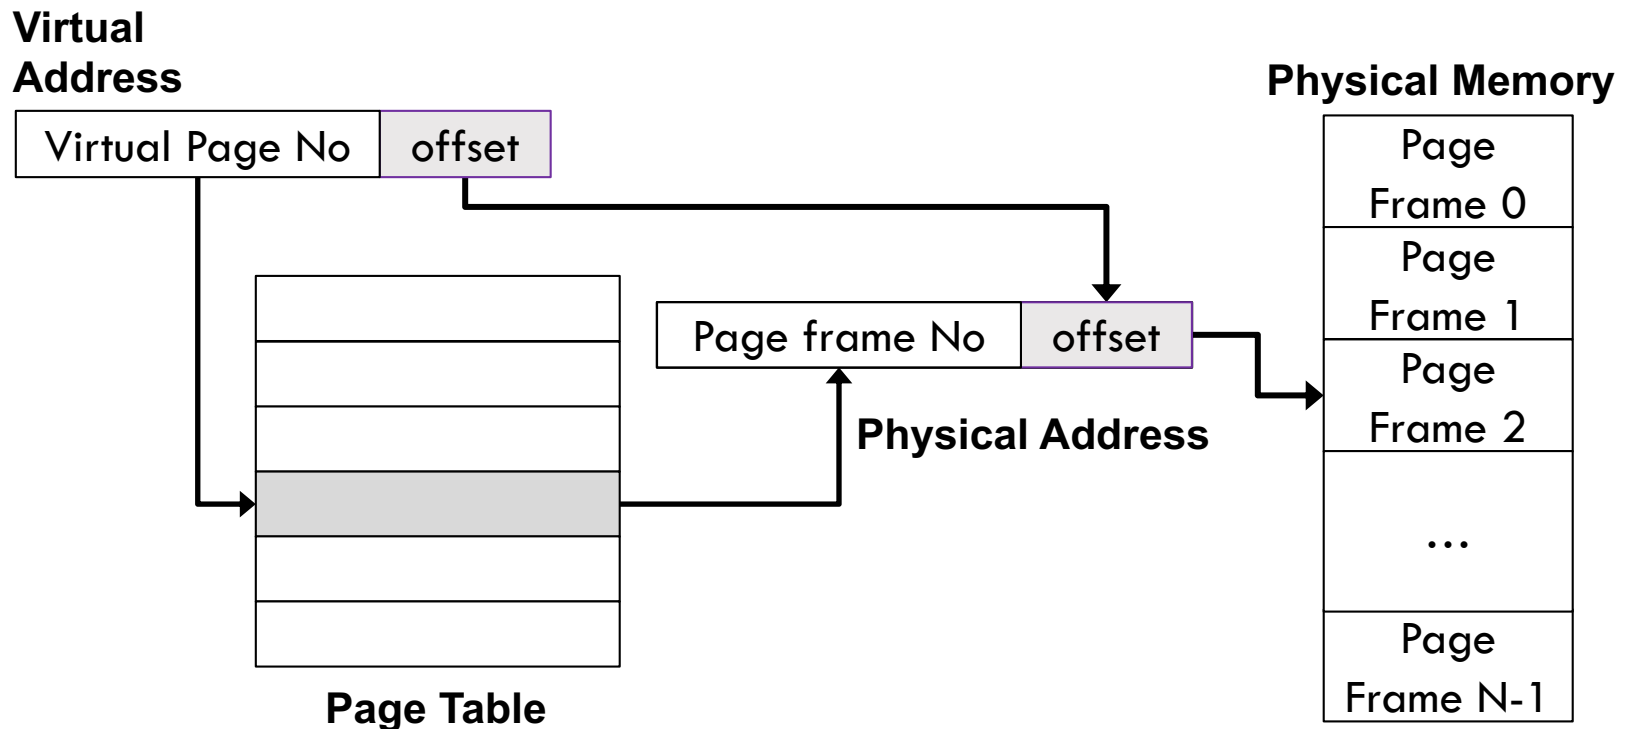 Virtual
Address
Virtual Page No
offset
Page Table
Page frame No
offset
Physical Address
Physical Memory
Page
Frame 0
Page
Frame 1
Page
Frame 2
...
Page
Frame N-1